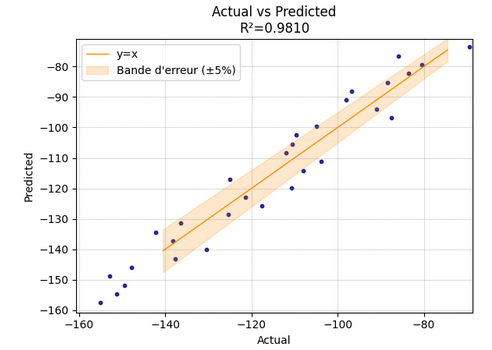 Actual vs Predicted
R²=0.9810
y=x
Bande d'erreur (±5%)
−80
−90
−100
−110
−120
−130
−140
−150
−160
Predicted
−160
−140
−120
−100
−80
Actual